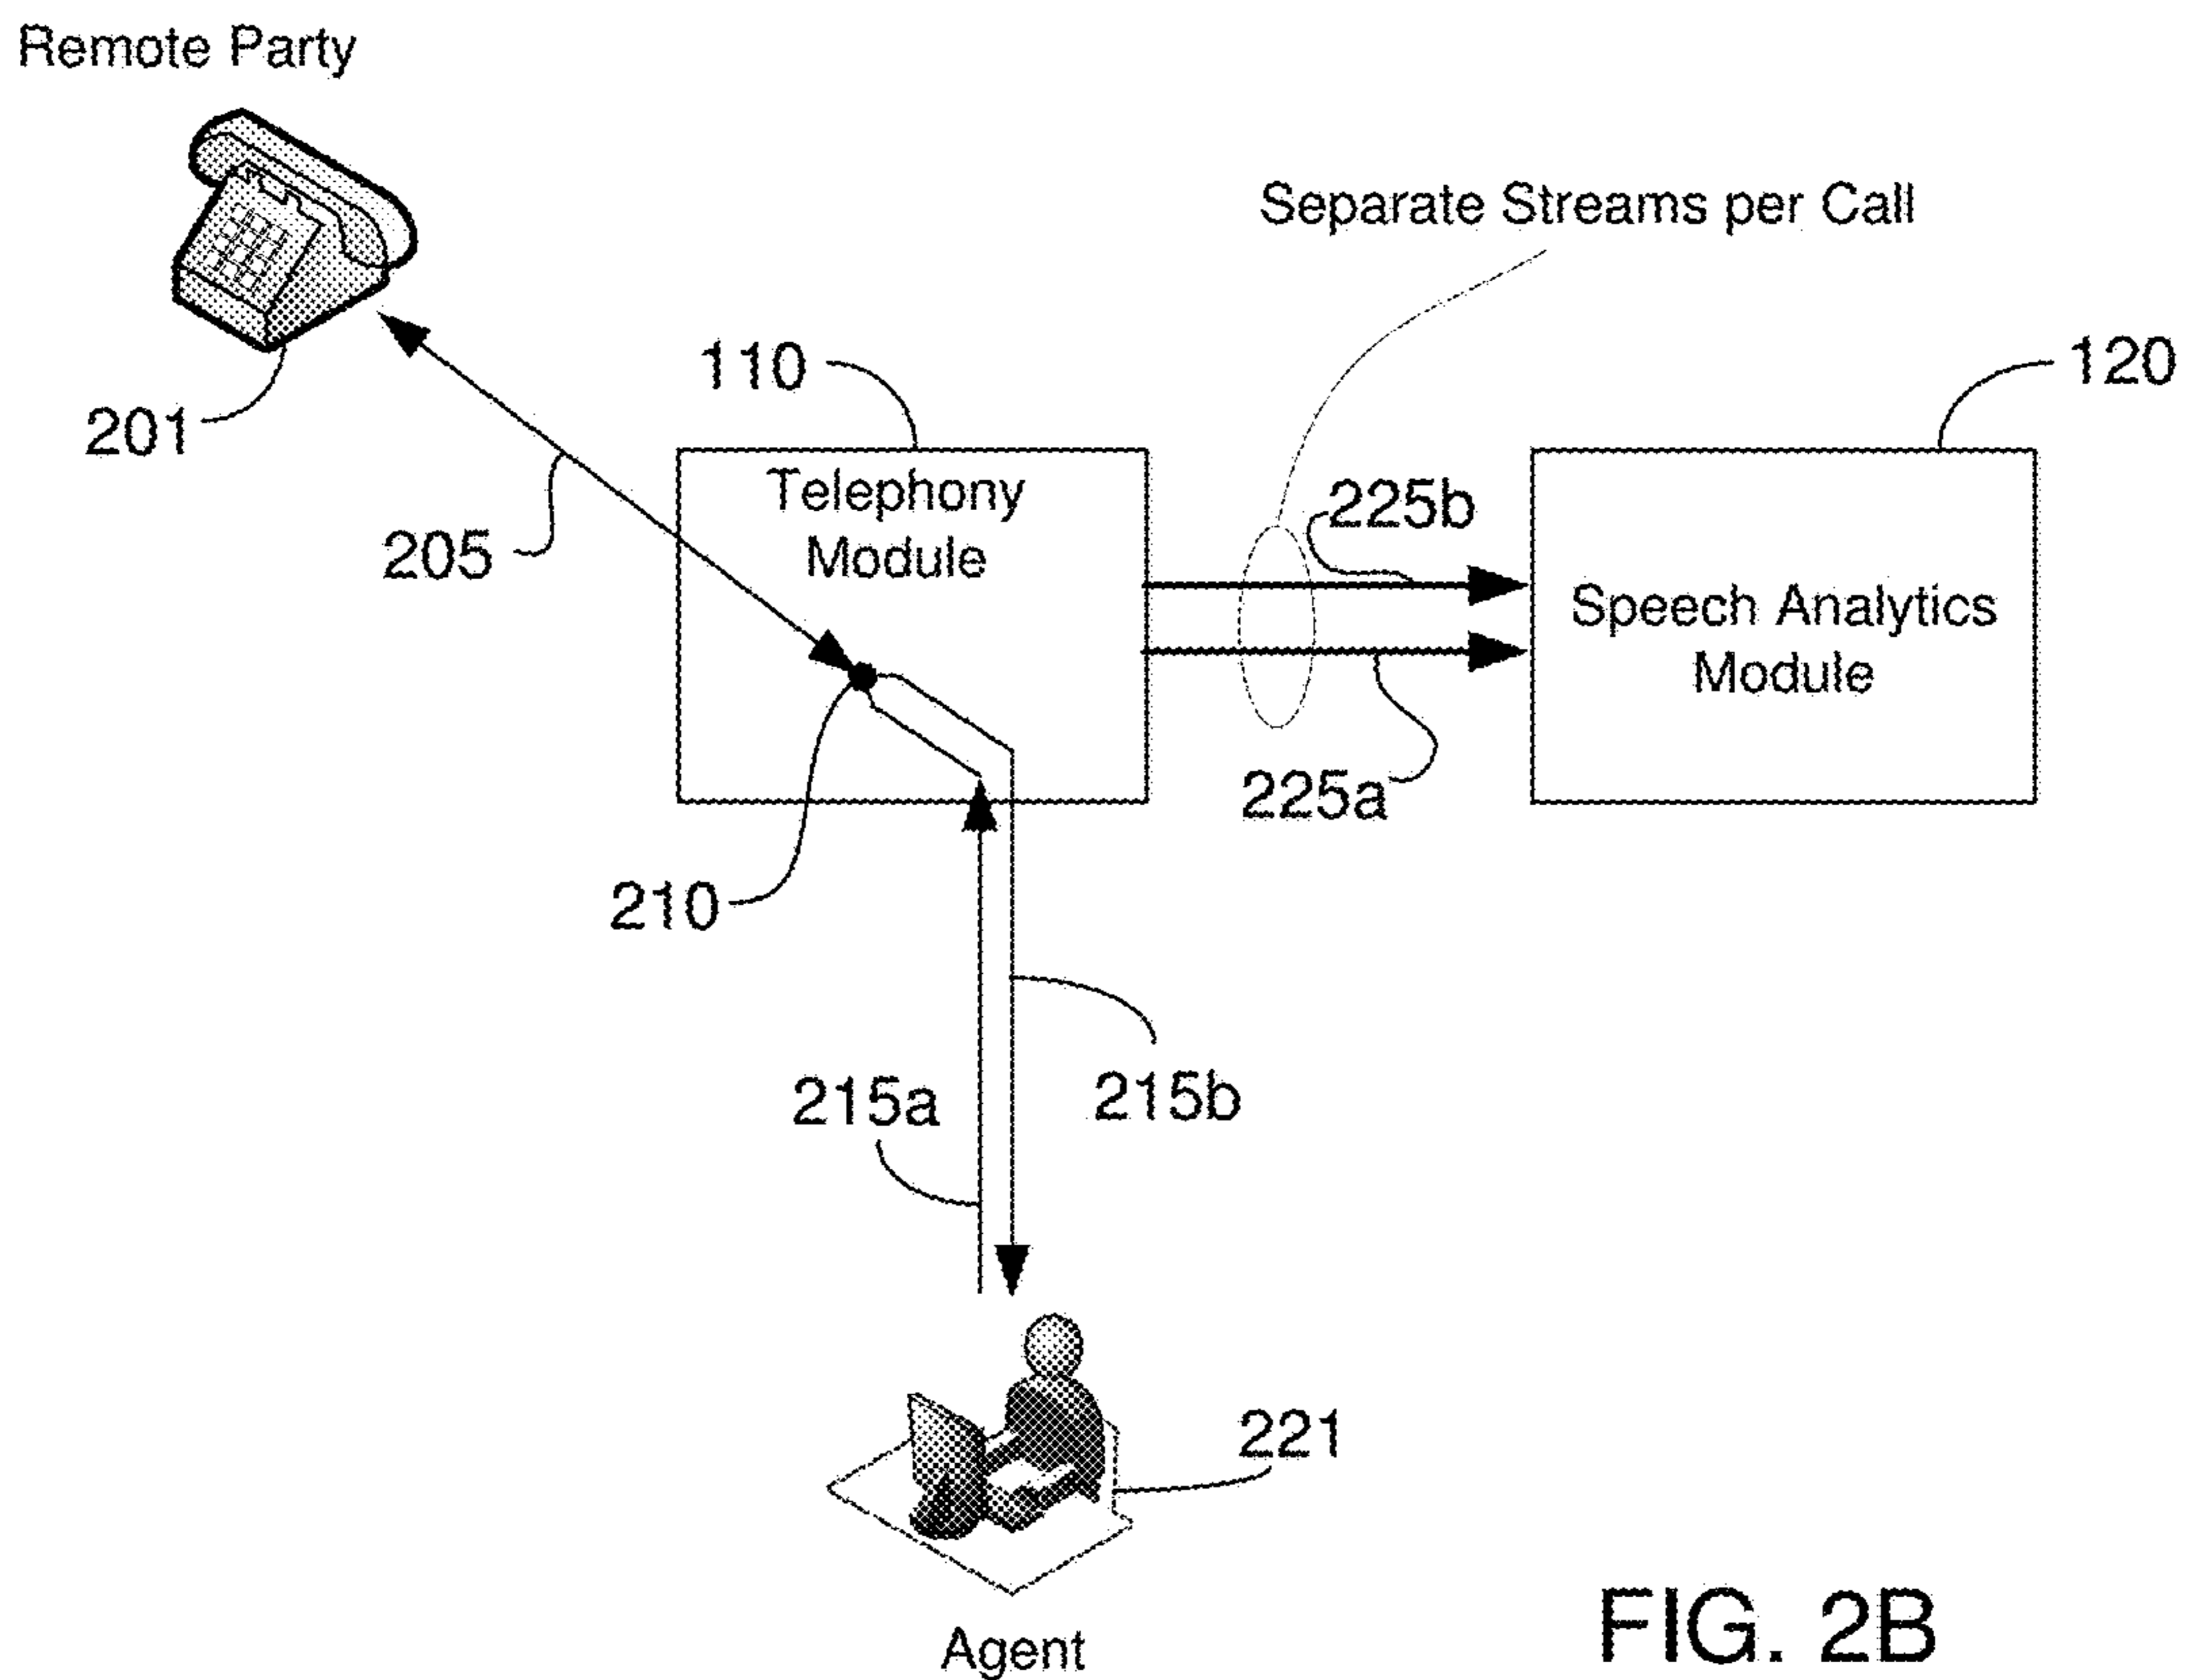 Remote Party
Separate Streams per Call
110
120
201
Telephony
Module
225b
205
Speech Analytics
Module
225a
210
215a
215b
221
Agent
FIG. 2B